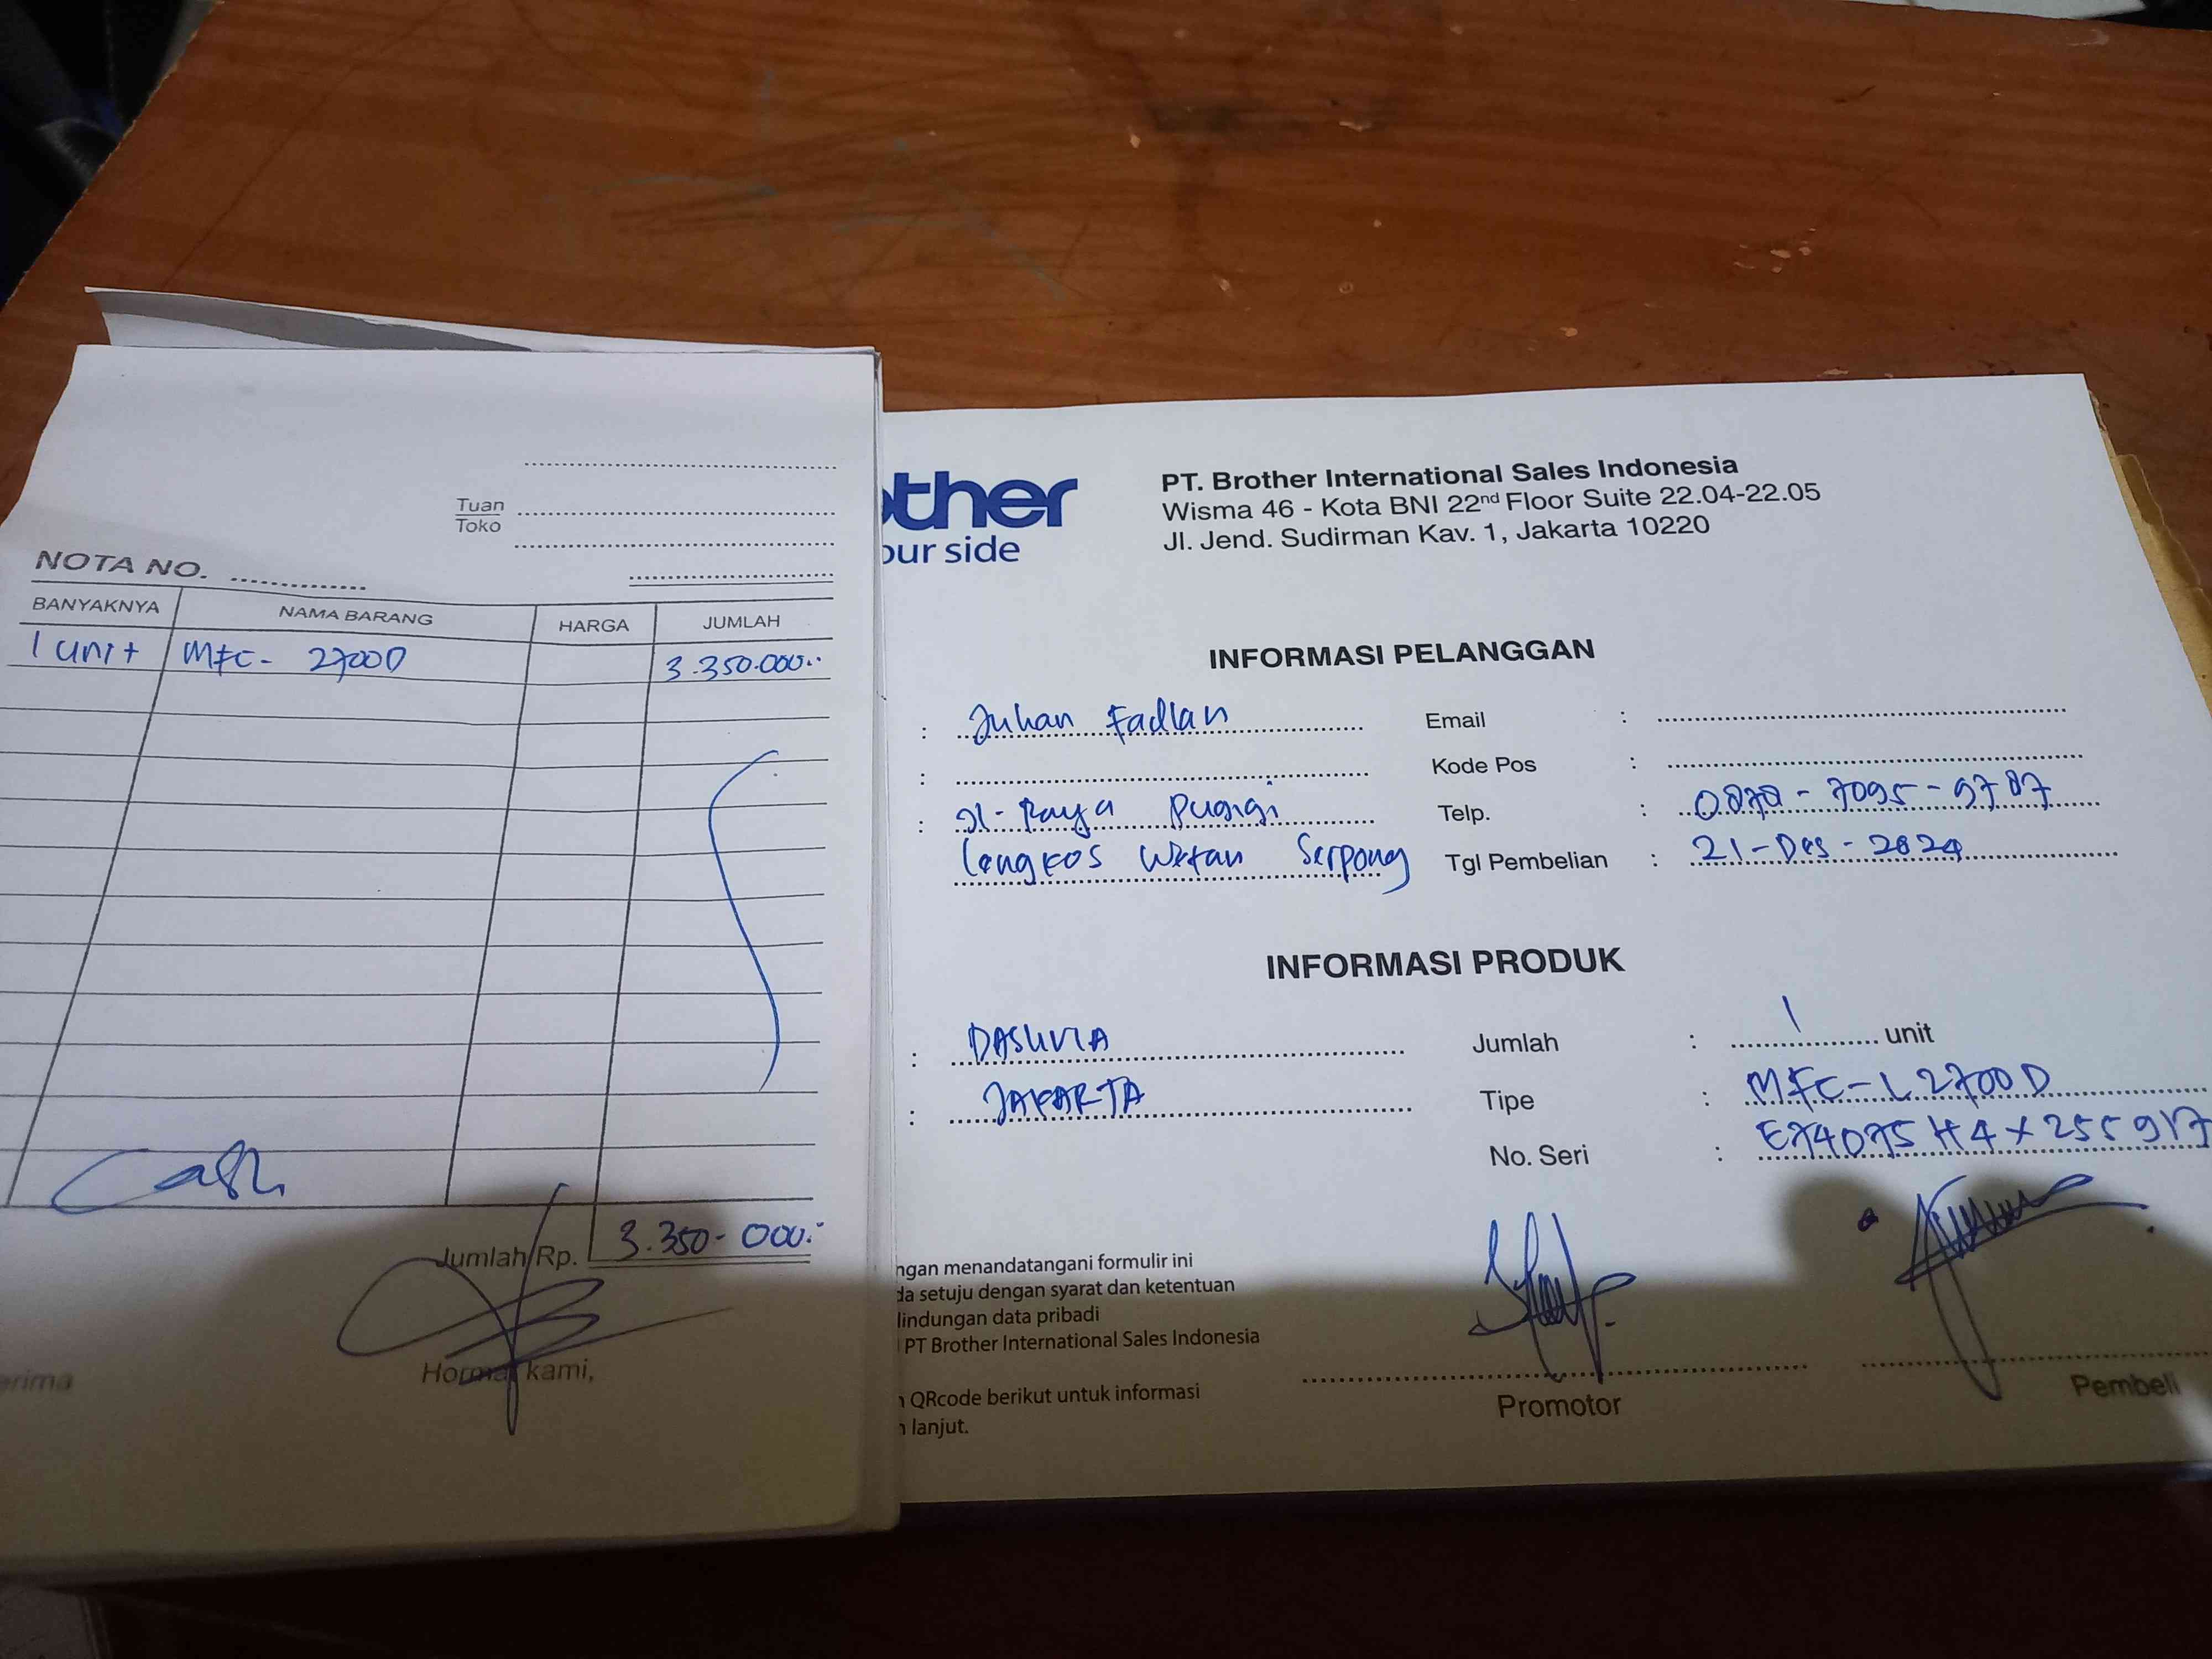 Tuan
Toko
NOTA NO.
BANYAKNYA NAMA BARANG HARGA JUMLAH
1 unit MFC- 2700D 3.350.000.-
Cash
Jumlah Rp. 3.350-000.-
erima
Hormat kami,
other
our side
PT. Brother International Sales Indonesia
Wisma 46 - Kota BNI 22nd Floor Suite 22.04-22.05
Jl. Jend. Sudirman Kav. 1, Jakarta 10220
INFORMASI PELANGGAN
: Juhan Fadlan Email :
: Kode Pos :
: Jl-Raya Telp. :
Wetan Serpong Tgl Pembelian : 21-Des-2024
INFORMASI PRODUK
: Jumlah : 1 unit
: JAKARTA Tipe : MFC-L2700D
No. Seri : E74075H4X255917
ngan menandatangani formulir ini
da setuju dengan syarat dan ketentuan
lindungan data pribadi
PT Brother International Sales Indonesia
n QRcode berikut untuk informasi
h lanjut.
Promotor
Pembeli